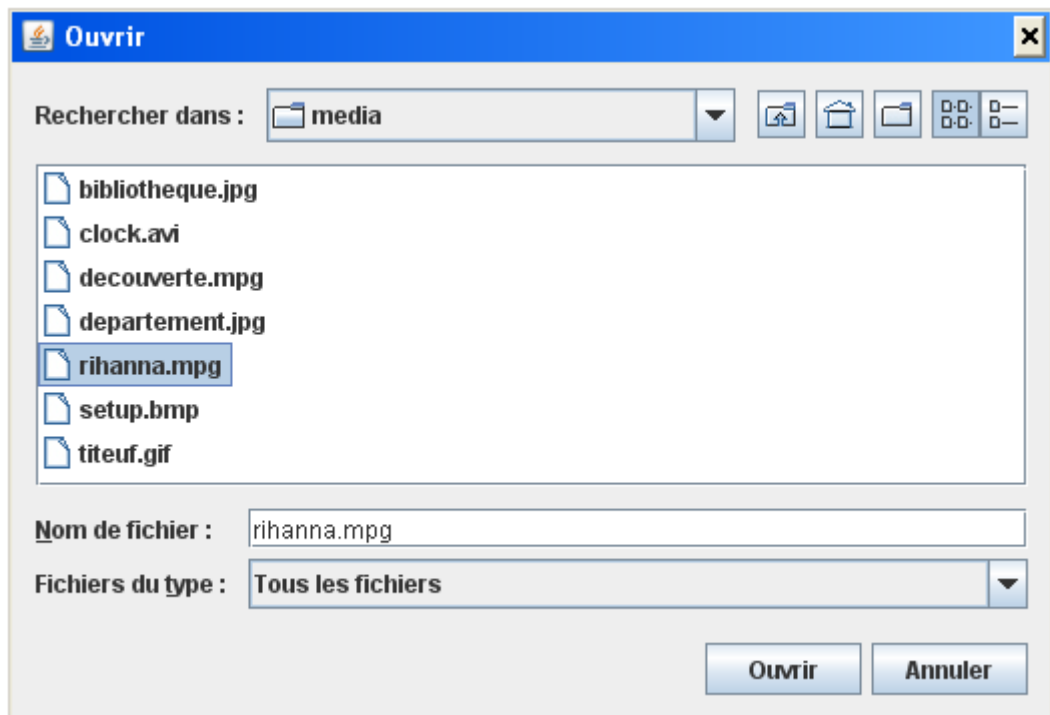 Ouvrir
Rechercher dans : media
bibliotheque.jpg
clock.avi
decouverte.mpg
departement.jpg
rihanna.mpg
setup.bmp
titeuf.gif
Nom de fichier : rihanna.mpg
Fichiers du type : Tous les fichiers
Ouvrir Annuler